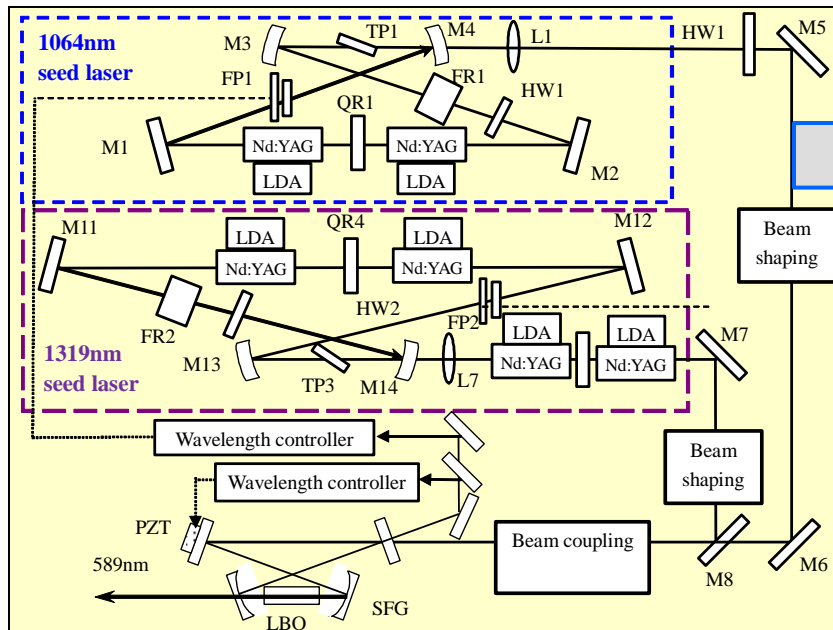 1064nm
seed laser
M3
TP1
M4
L1
HW1
M5
FP1
FR1
HW1
QR1
M1
Nd:YAG
Nd:YAG
LDA
LDA
M2
M11
LDA
QR4
LDA
M12
Nd:YAG
Nd:YAG
Beam
shaping
HW2
FR2
FP2
LDA
LDA
M7
M13
Nd:YAG
Nd:YAG
1319nm
seed laser
TP3
M14
L7
Wavelength controller
Beam
shaping
Wavelength controller
PZT
Beam coupling
589nm
M8
M6
SFG
LBO